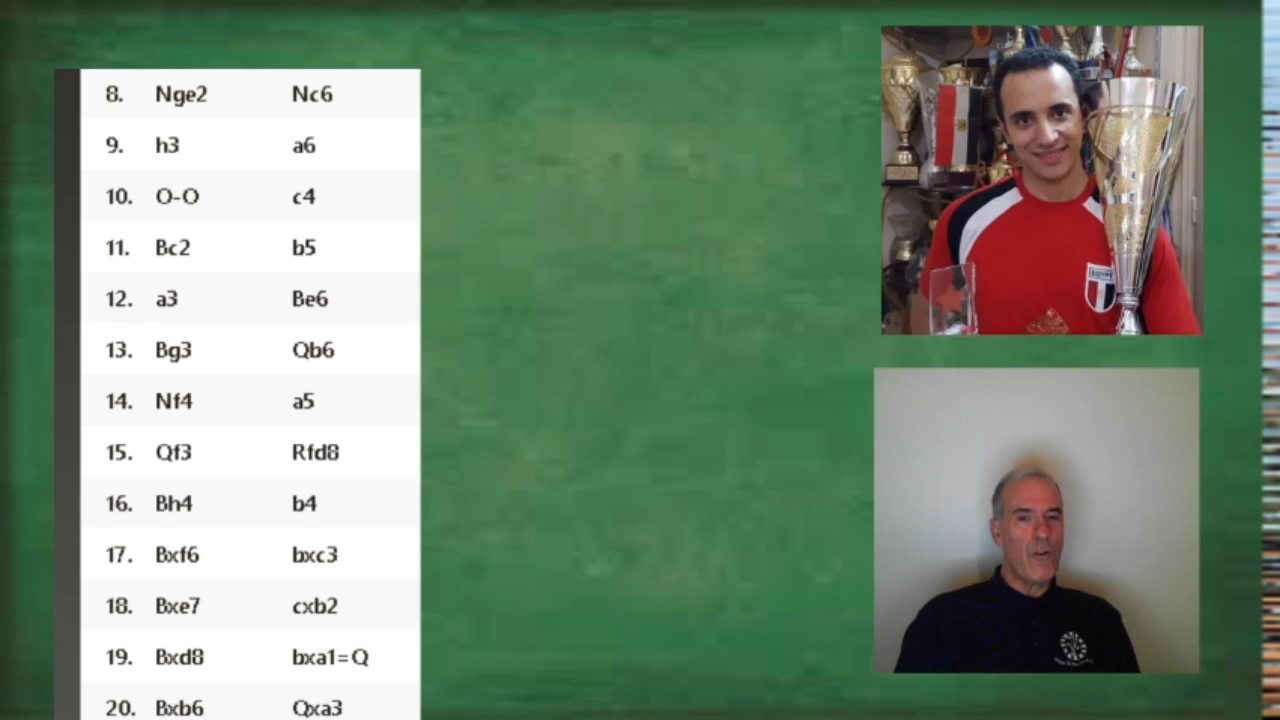 8. Nge2 Nc6
9. h3 a6
10. O-O c4
11. Bc2 b5
12. a3 Be6
13. Bg3 Qb6
14. Nf4 a5
15. Qf3 Rfd8
16. Bh4 b4
17. Bxf6 bxc3
18. Bxe7 cxb2
19. Bxd8 bxa1=Q
20. Bxb6 Qxa3
EGYPT